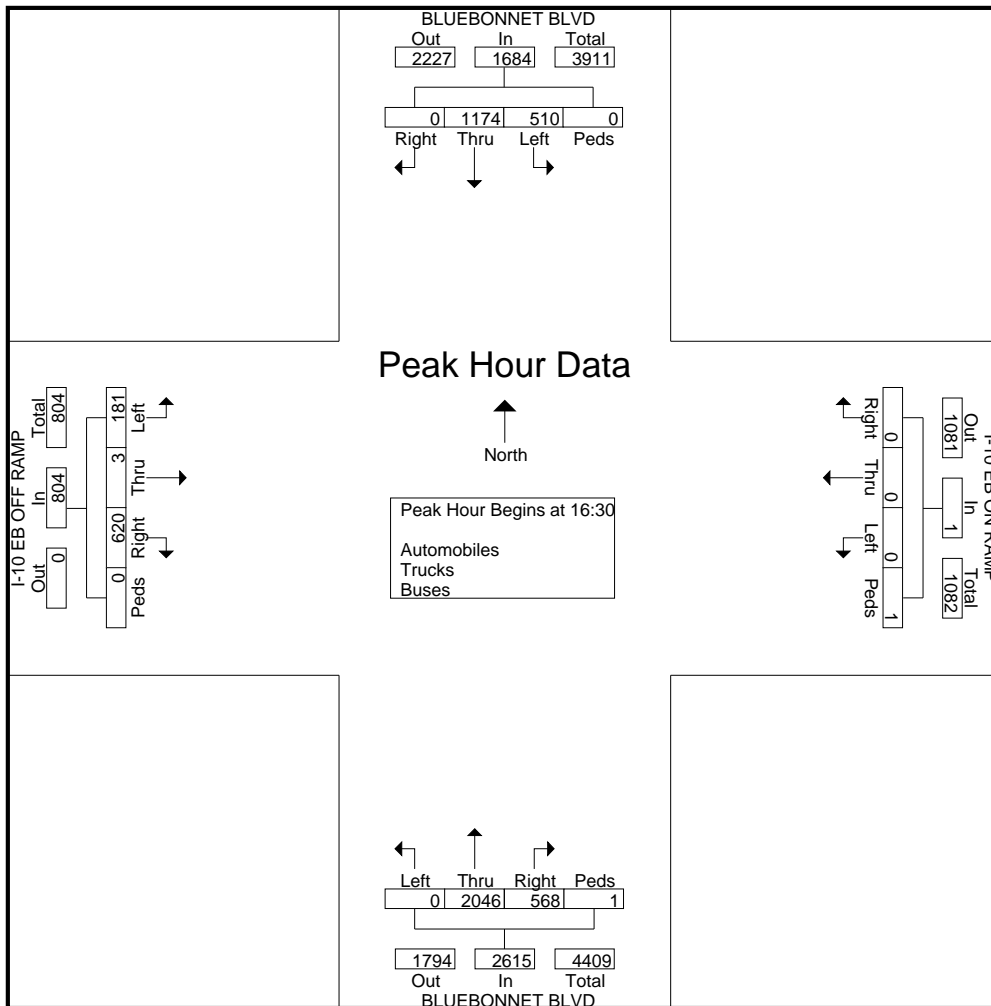 BLUEBONNET BLVD
Out In Total
2227 1684 3911
0 1174 510 0
Right Thru Left Peds
Peak Hour Data
North
Peak Hour Begins at 16:30
Automobiles
Trucks
Buses
I-10 EB OFF RAMP
Out In Total
0 804 804
0 620 3 181
Peds Right Thru Left
I-10 EB ON RAMP
Out In Total
1081 1 1082
0 0 0 1
Right Thru Left Peds
Left Thru Right Peds
0 2046 568 1
1794 2615 4409
Out In Total
BLUEBONNET BLVD